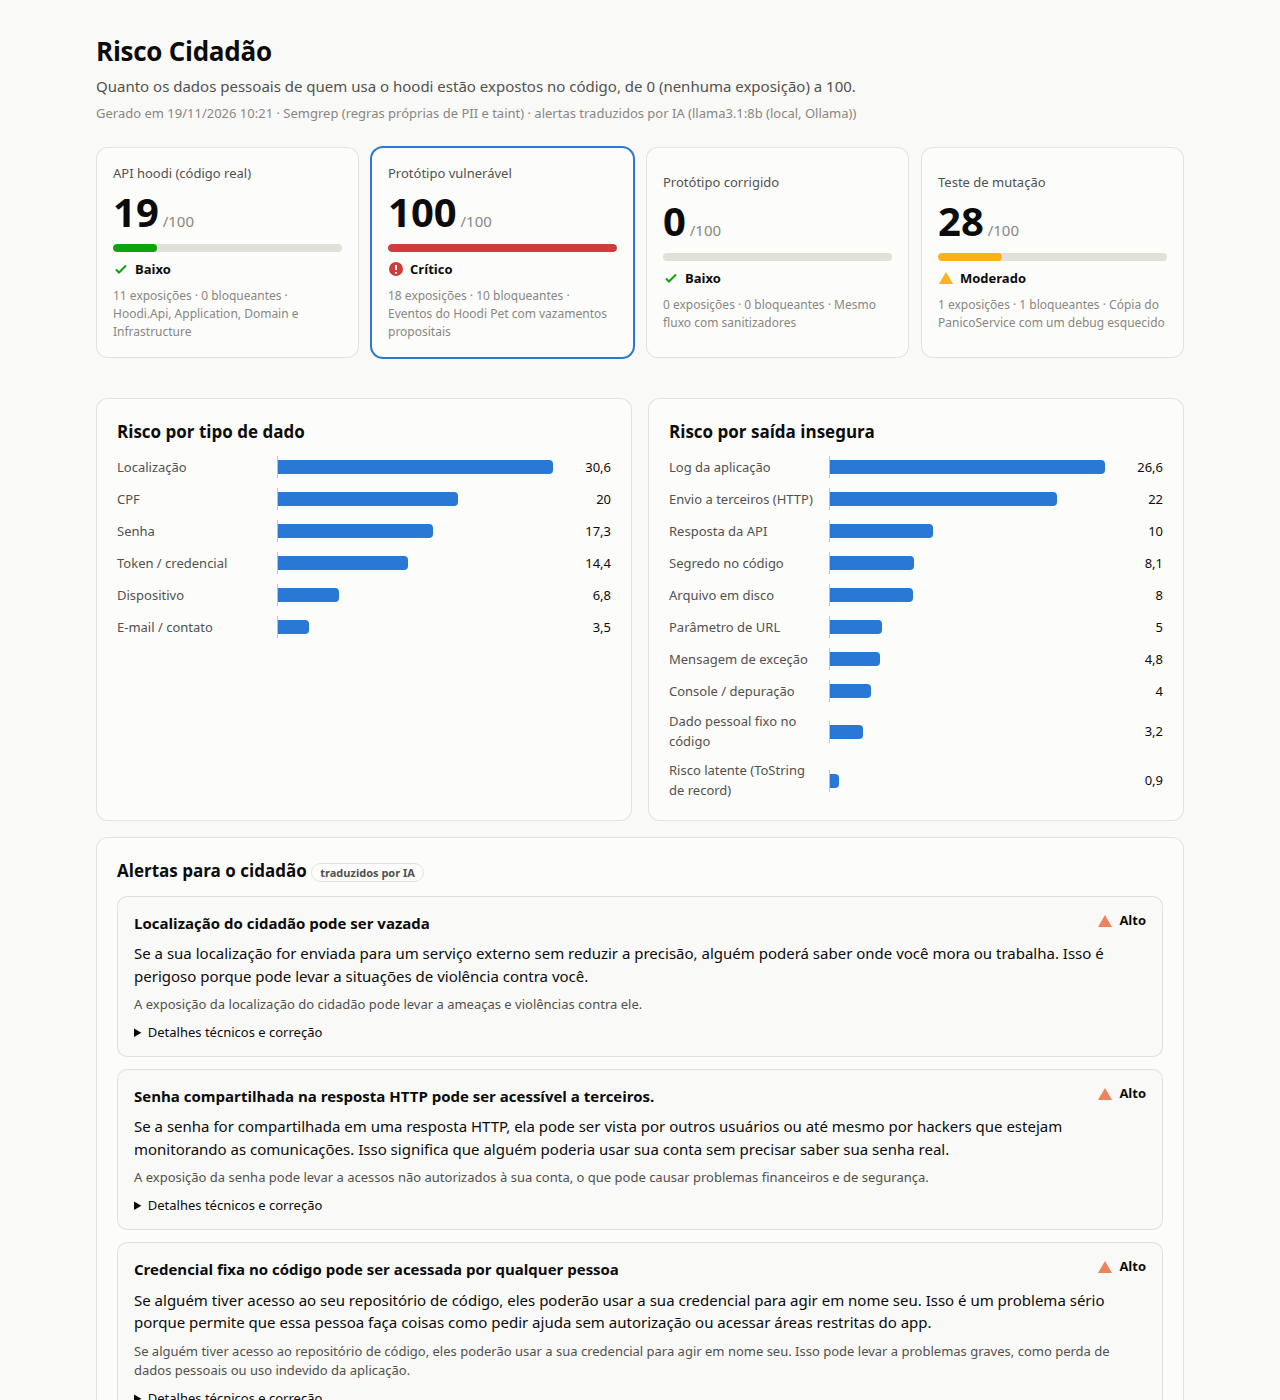 Risco Cidadão
Quanto os dados pessoais de quem usa o hoodi estão expostos no código, de 0 (nenhuma exposição) a 100.
Gerado em 19/11/2026 10:21 · Semgrep (regras próprias de PII e taint) · alertas traduzidos por IA (llama3.1:8b (local, Ollama))
API hoodi (código real)
19 /100
Baixo
11 exposições · 0 bloqueantes ·
Hoodi.Api, Application, Domain e
Infrastructure
Protótipo vulnerável
100 /100
Crítico
18 exposições · 10 bloqueantes ·
Eventos do Hoodi Pet com vazamentos
propositais
Protótipo corrigido
0 /100
Baixo
0 exposições · 0 bloqueantes · Mesmo
fluxo com sanitizadores
Teste de mutação
28 /100
Moderado
1 exposições · 1 bloqueantes · Cópia do
PanicoService com um debug esquecido
Risco por tipo de dado
Localização 30,6
CPF 20
Senha 17,3
Token / credencial 14,4
Dispositivo 6,8
E-mail / contato 3,5
Risco por saída insegura
Log da aplicação 26,6
Envio a terceiros (HTTP) 22
Resposta da API 10
Segredo no código 8,1
Arquivo em disco 8
Parâmetro de URL 5
Mensagem de exceção 4,8
Console / depuração 4
Dado pessoal fixo no
código 3,2
Risco latente (ToString
de record) 0,9
Alertas para o cidadão traduzidos por IA
Localização do cidadão pode ser vazada Alto
Se a sua localização for enviada para um serviço externo sem reduzir a precisão, alguém poderá saber onde você mora ou trabalha. Isso é
perigoso porque pode levar a situações de violência contra você.
A exposição da localização do cidadão pode levar a ameaças e violências contra ele.
Detalhes técnicos e correção
Senha compartilhada na resposta HTTP pode ser acessível a terceiros. Alto
Se a senha for compartilhada em uma resposta HTTP, ela pode ser vista por outros usuários ou até mesmo por hackers que estejam
monitorando as comunicações. Isso significa que alguém poderia usar sua conta sem precisar saber sua senha real.
A exposição da senha pode levar a acessos não autorizados à sua conta, o que pode causar problemas financeiros e de segurança.
Detalhes técnicos e correção
Credencial fixa no código pode ser acessada por qualquer pessoa Alto
Se alguém tiver acesso ao seu repositório de código, eles poderão usar a sua credencial para agir em nome seu. Isso é um problema sério
porque permite que essa pessoa faça coisas como pedir ajuda sem autorização ou acessar áreas restritas do app.
Se alguém tiver acesso ao repositório de código, eles poderão usar a sua credencial para agir em nome seu. Isso pode levar a problemas graves, como perda de
dados pessoais ou uso indevido da aplicação.
Detalhes técnicos e correção